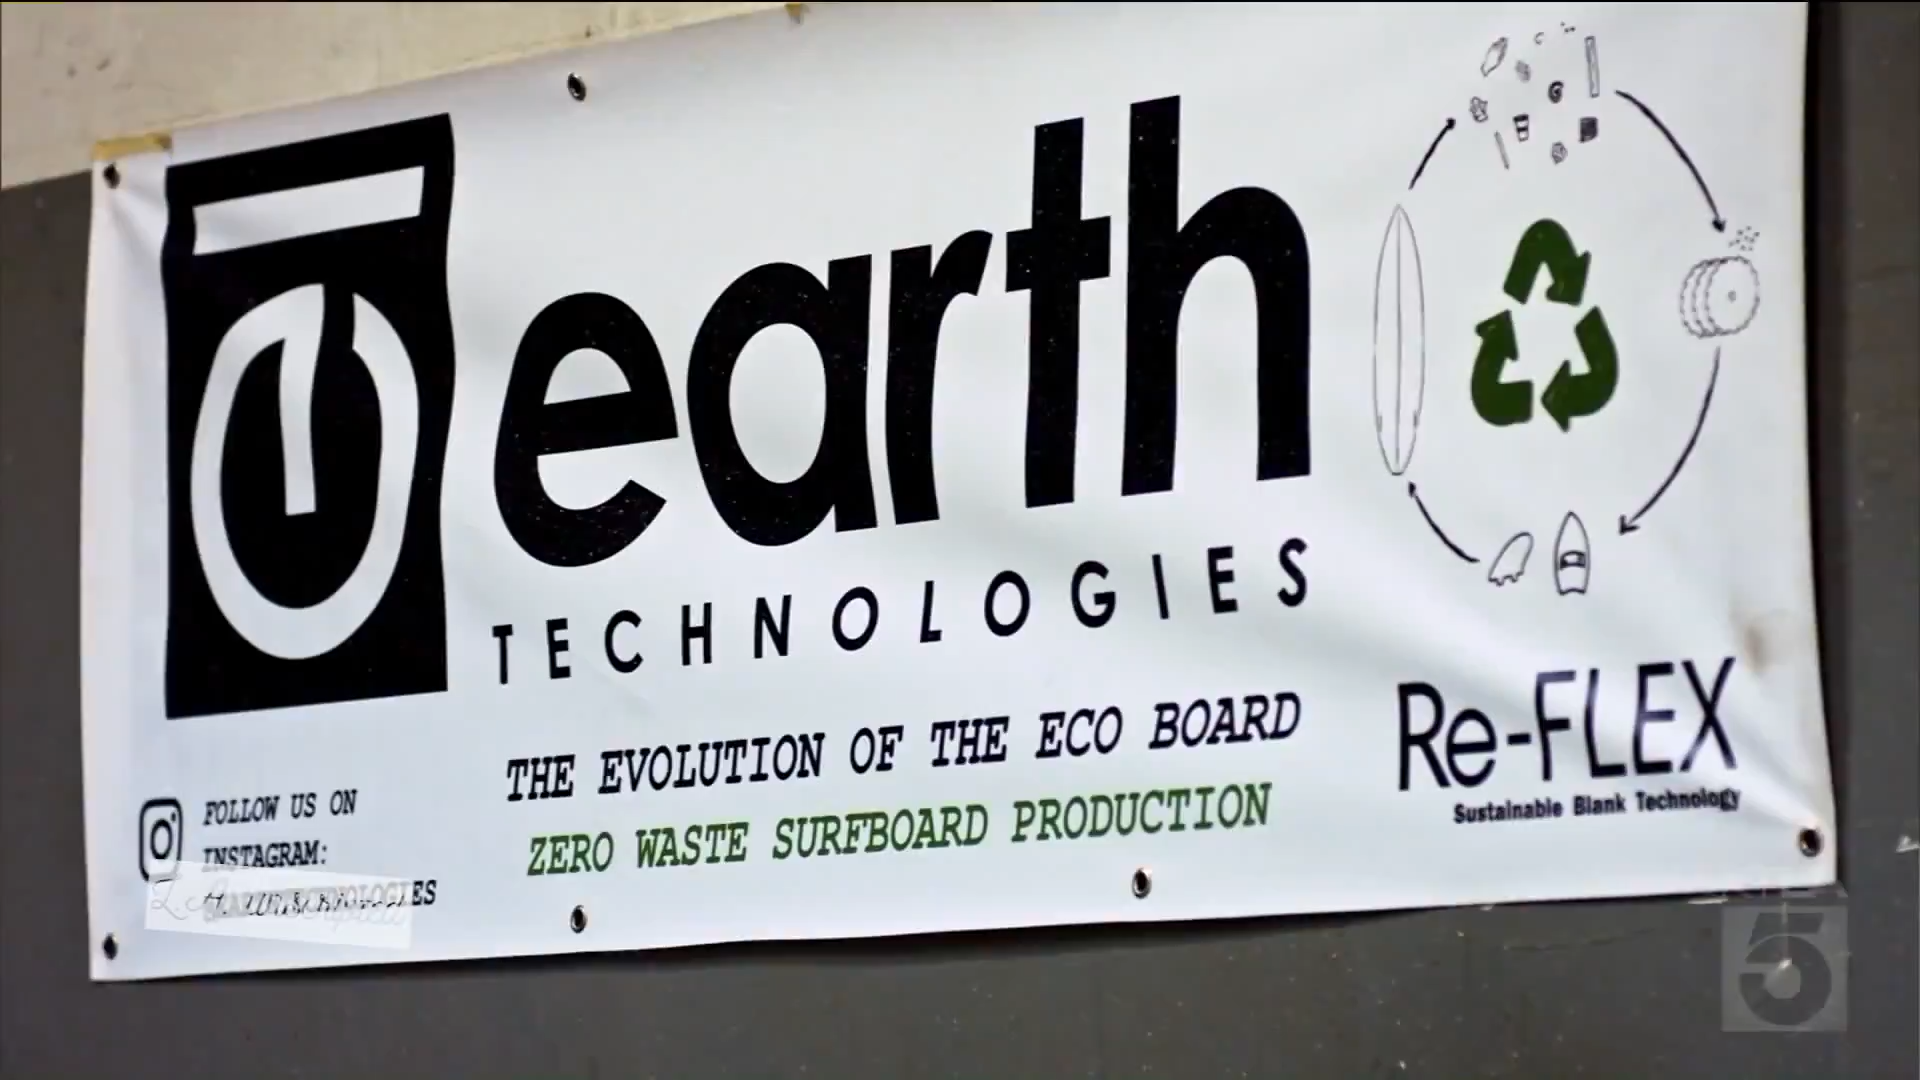 earth
TECHNOLOGIES
THE EVOLUTION OF THE ECO BOARD
ZERO WASTE SURFBOARD PRODUCTION
FOLLOW US ON
INSTAGRAM:
Re-FLEX
Sustainable Blank Technology
5